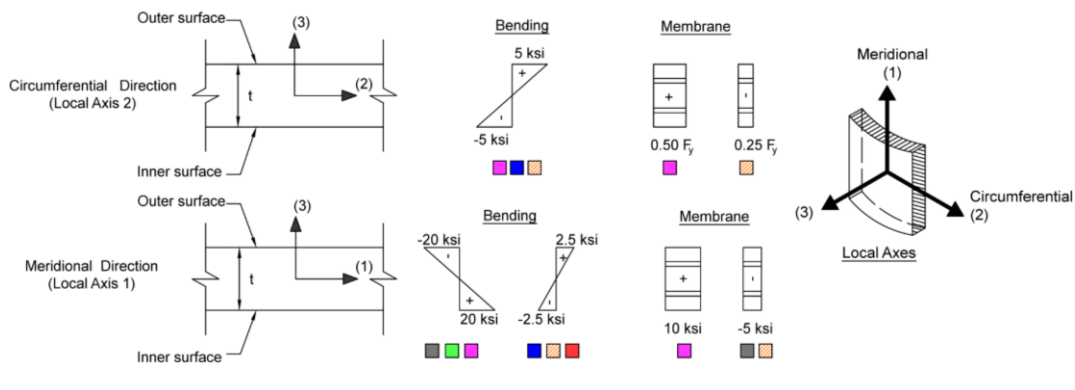 Outer surface
(3)
Circumferential Direction
(Local Axis 2)
t
(2)
Inner surface
Bending
5 ksi
+
-
-5 ksi
Membrane
+
-
0.50 Fy
0.25 Fy
Outer surface
(3)
Meridional Direction
(Local Axis 1)
t
(1)
Inner surface
Bending
-20 ksi
2.5 ksi
-
+
+
-
20 ksi
-2.5 ksi
Membrane
+
-
10 ksi
-5 ksi
Meridional
(1)
Circumferential
(2)
(3)
Local Axes